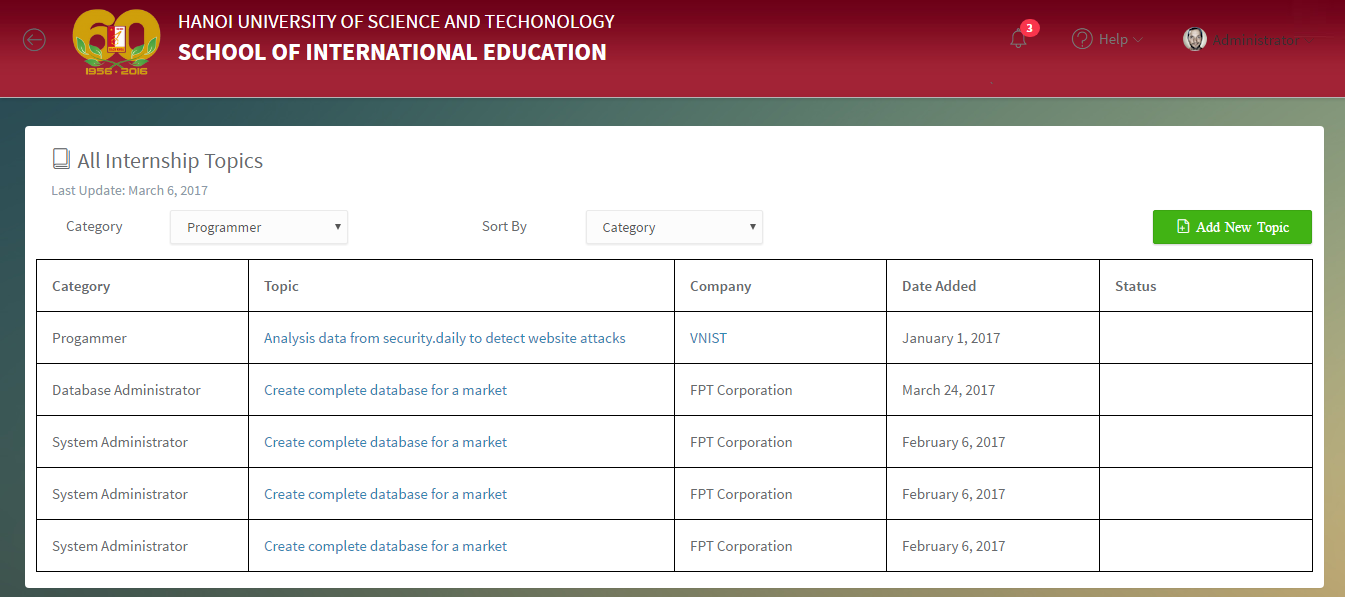 HANOI UNIVERSITY OF SCIENCE AND TECHONOLOGY
SCHOOL OF INTERNATIONAL EDUCATION
60
1956 - 2016
3
Help
Administrator
All Internship Topics
Last Update: March 6, 2017
Category Programmer Sort By Category Add New Topic
Category Topic Company Date Added Status
Progammer Analysis data from security.daily to detect website attacks VNIST January 1, 2017
Database Administrator Create complete database for a market FPT Corporation March 24, 2017
System Administrator Create complete database for a market FPT Corporation February 6, 2017
System Administrator Create complete database for a market FPT Corporation February 6, 2017
System Administrator Create complete database for a market FPT Corporation February 6, 2017